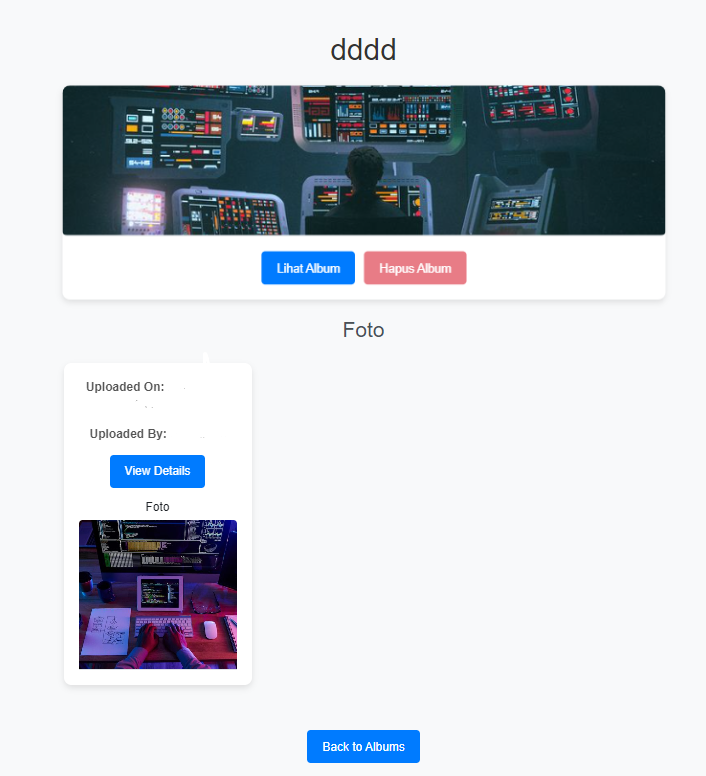 dddd
Lihat Album
Hapus Album
Foto
Uploaded On:
Uploaded By:
View Details
Foto
Back to Albums